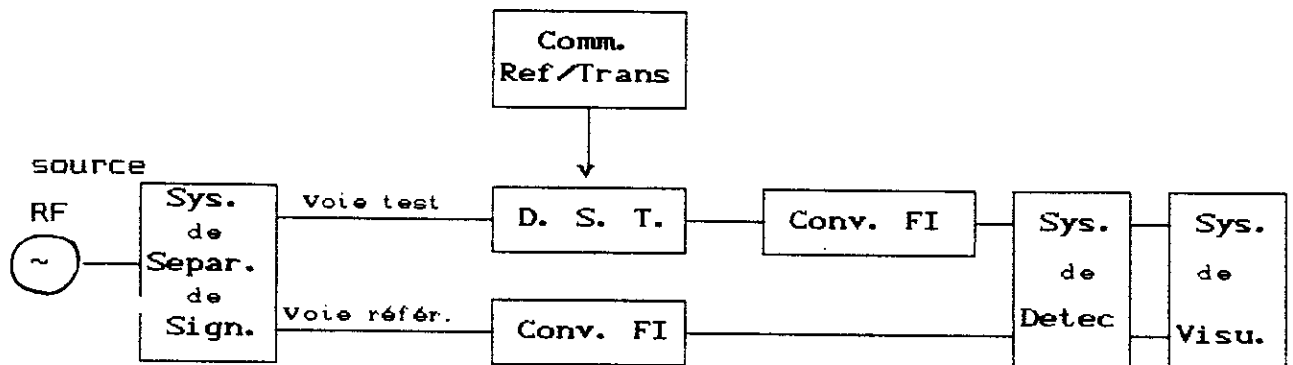 Comm.
Ref/Trans
source
RF
~
Sys.
de
Separ.
de
Sign.
Voie test
D. S. T.
Conv. FI
Voie référ.
Conv. FI
Sys.
de
Detec
Sys.
de
Visu.